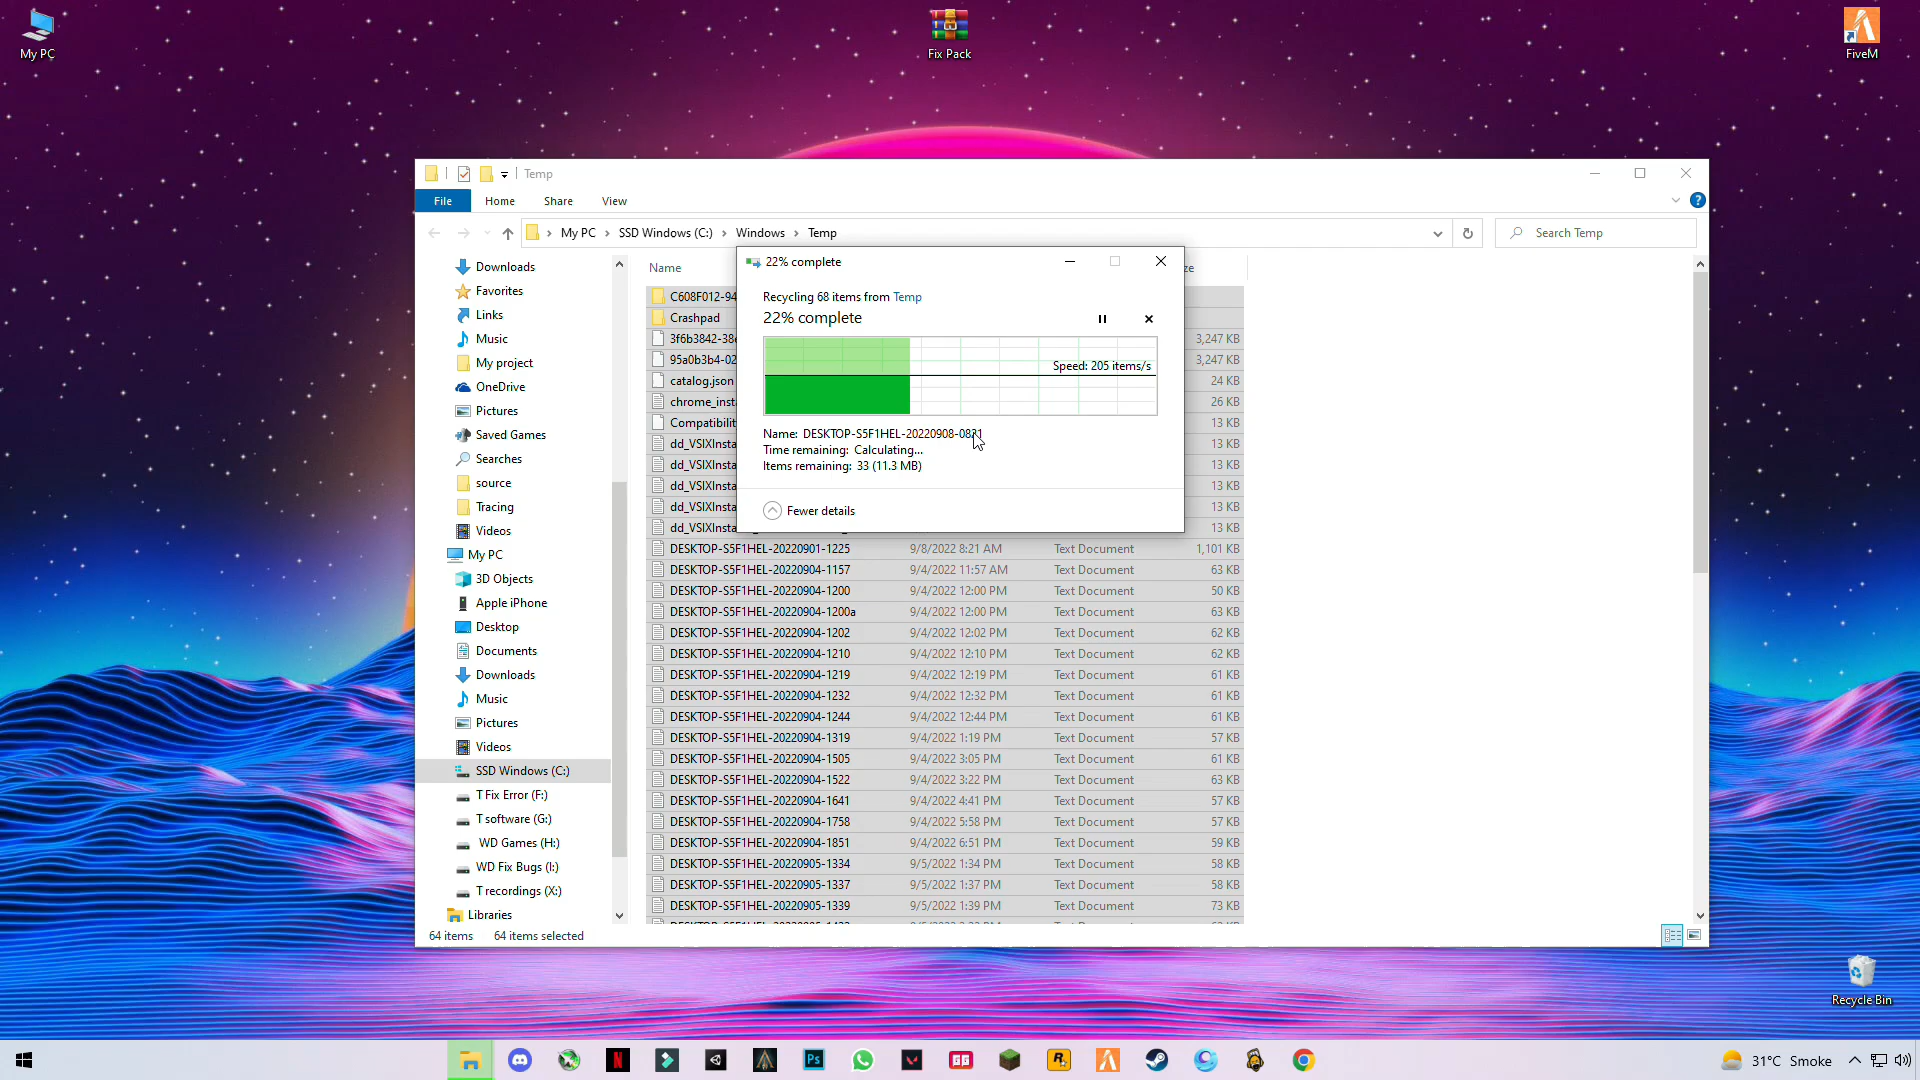 My PC
Fix Pack
FiveM
Temp
File
Home
Share
View
My PC
SSD Windows (C:)
Windows
Temp
Search Temp
Downloads
Favorites
Links
Music
My project
OneDrive
Pictures
Saved Games
Searches
source
Tracing
Videos
My PC
3D Objects
Apple iPhone
Desktop
Documents
Downloads
Music
Pictures
Videos
SSD Windows (C:)
T Fix Error (F:)
T software (G:)
WD Games (H:)
WD Fix Bugs (I:)
T recordings (X:)
Libraries
Name
C608F012-94
Crashpad
3f6b3842-38
3,247 KB
95a0b3b4-02
3,247 KB
catalog.json
24 KB
chrome_inst
26 KB
Compatibilit
13 KB
dd_VSIXInsta
13 KB
dd_VSIXInsta
13 KB
dd_VSIXInsta
13 KB
dd_VSIXInsta
13 KB
dd_VSIXInsta
13 KB
22% complete
Recycling 68 items from Temp
22% complete
Speed: 205 items/s
Name: DESKTOP-S5F1HEL-20220908-0821
Time remaining: Calculating...
Items remaining: 33 (11.3 MB)
Fewer details
DESKTOP-S5F1HEL-20220901-1225 9/8/2022 8:21 AM Text Document 1,101 KB
DESKTOP-S5F1HEL-20220904-1157 9/4/2022 11:57 AM Text Document 63 KB
DESKTOP-S5F1HEL-20220904-1200 9/4/2022 12:00 PM Text Document 50 KB
DESKTOP-S5F1HEL-20220904-1200a 9/4/2022 12:00 PM Text Document 63 KB
DESKTOP-S5F1HEL-20220904-1202 9/4/2022 12:02 PM Text Document 62 KB
DESKTOP-S5F1HEL-20220904-1210 9/4/2022 12:10 PM Text Document 62 KB
DESKTOP-S5F1HEL-20220904-1219 9/4/2022 12:19 PM Text Document 61 KB
DESKTOP-S5F1HEL-20220904-1232 9/4/2022 12:32 PM Text Document 61 KB
DESKTOP-S5F1HEL-20220904-1244 9/4/2022 12:44 PM Text Document 61 KB
DESKTOP-S5F1HEL-20220904-1319 9/4/2022 1:19 PM Text Document 57 KB
DESKTOP-S5F1HEL-20220904-1505 9/4/2022 3:05 PM Text Document 61 KB
DESKTOP-S5F1HEL-20220904-1522 9/4/2022 3:22 PM Text Document 63 KB
DESKTOP-S5F1HEL-20220904-1641 9/4/2022 4:41 PM Text Document 57 KB
DESKTOP-S5F1HEL-20220904-1758 9/4/2022 5:58 PM Text Document 57 KB
DESKTOP-S5F1HEL-20220904-1851 9/4/2022 6:51 PM Text Document 59 KB
DESKTOP-S5F1HEL-20220905-1334 9/5/2022 1:34 PM Text Document 58 KB
DESKTOP-S5F1HEL-20220905-1337 9/5/2022 1:37 PM Text Document 58 KB
DESKTOP-S5F1HEL-20220905-1339 9/5/2022 1:39 PM Text Document 73 KB
64 items
64 items selected
Recycle Bin
Ps
GG
31°C Smoke